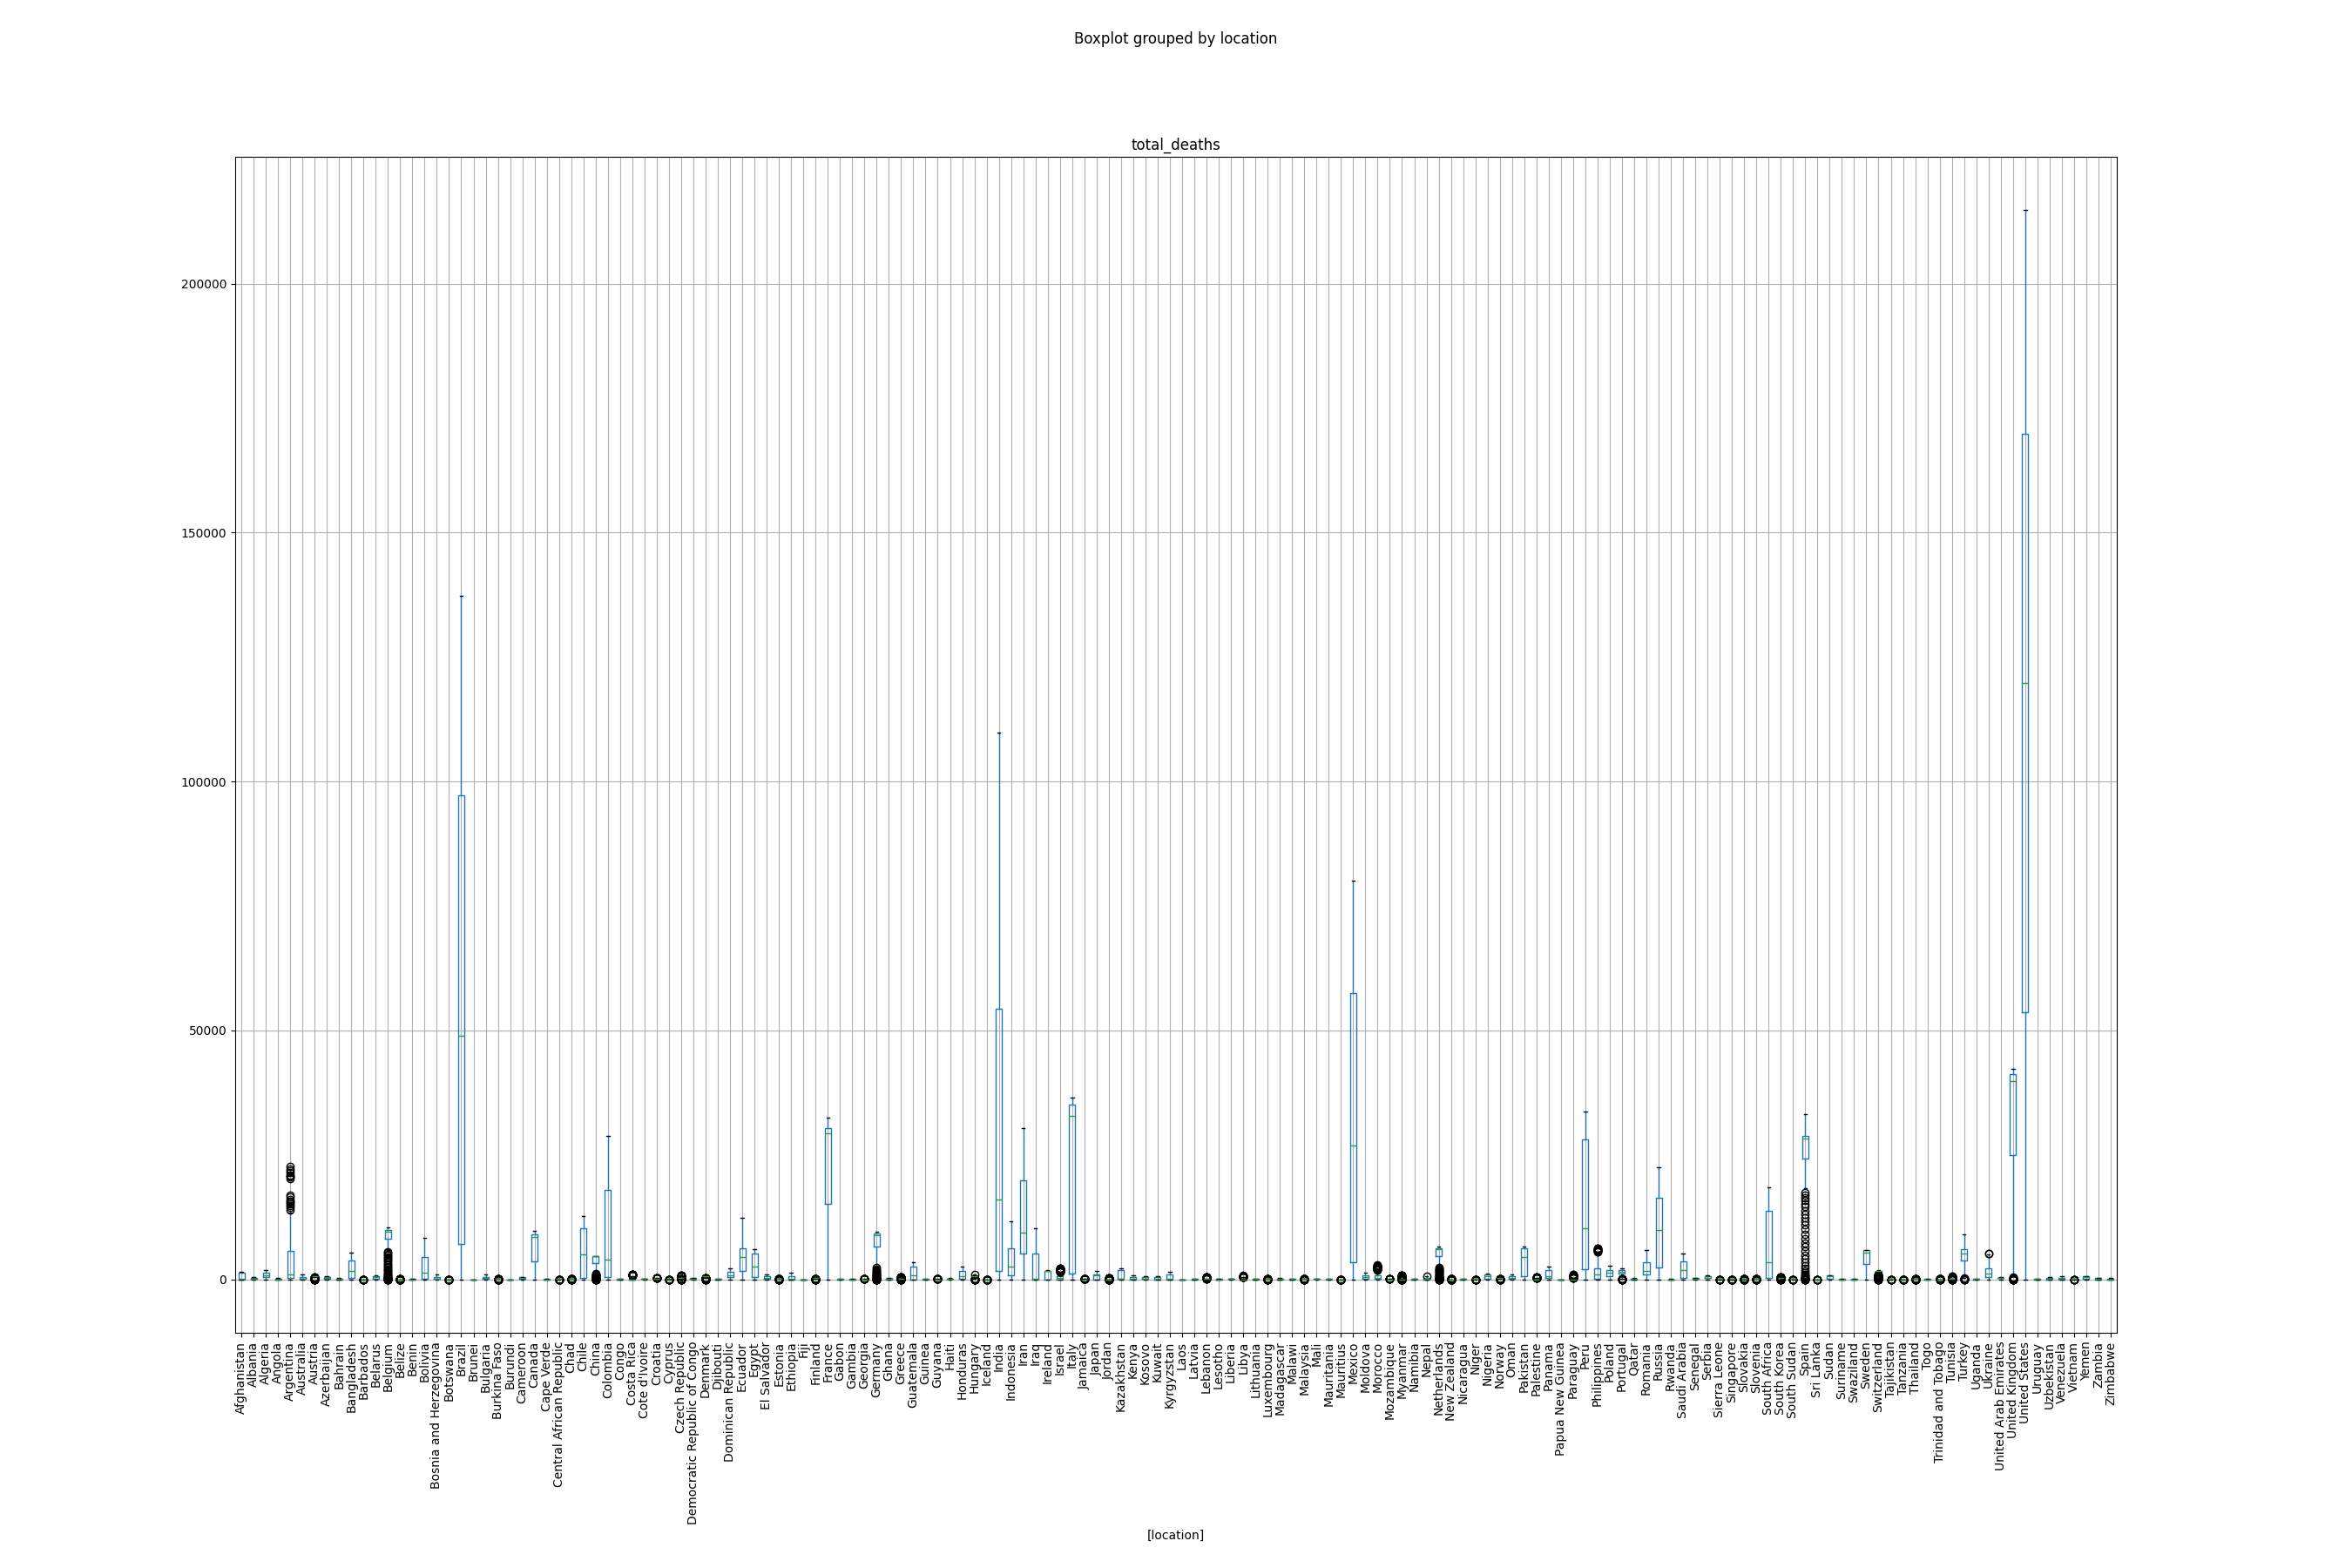 Boxplot grouped by location
total_deaths
200000
150000
100000
50000
0
Afghanistan
Albania
Algeria
Angola
Argentina
Australia
Austria
Azerbaijan
Bahrain
Bangladesh
Barbados
Belarus
Belgium
Belize
Benin
Bolivia
Bosnia and Herzegovina
Botswana
Brazil
Brunei
Bulgaria
Burkina Faso
Burundi
Cameroon
Canada
Cape Verde
Central African Republic
Chad
Chile
China
Colombia
Congo
Costa Rica
Cote d'Ivoire
Croatia
Cyprus
Czech Republic
Democratic Republic of Congo
Denmark
Djibouti
Dominican Republic
Ecuador
Egypt
El Salvador
Estonia
Ethiopia
Fiji
Finland
France
Gabon
Gambia
Georgia
Germany
Ghana
Greece
Guatemala
Guinea
Guyana
Haiti
Honduras
Hungary
Iceland
India
Indonesia
Iran
Iraq
Ireland
Israel
Italy
Jamaica
Japan
Jordan
Kazakhstan
Kenya
Kosovo
Kuwait
Kyrgyzstan
Laos
Latvia
Lebanon
Lesotho
Liberia
Libya
Lithuania
Luxembourg
Madagascar
Malawi
Malaysia
Mali
Mauritania
Mauritius
Mexico
Moldova
Morocco
Mozambique
Myanmar
Namibia
Nepal
Netherlands
New Zealand
Nicaragua
Niger
Nigeria
Norway
Oman
Pakistan
Palestine
Panama
Papua New Guinea
Paraguay
Peru
Philippines
Poland
Portugal
Qatar
Romania
Russia
Rwanda
Saudi Arabia
Senegal
Serbia
Sierra Leone
Singapore
Slovakia
Slovenia
South Africa
South Korea
South Sudan
Spain
Sri Lanka
Sudan
Suriname
Swaziland
Sweden
Switzerland
Tajikistan
Tanzania
Thailand
Togo
Trinidad and Tobago
Tunisia
Turkey
Uganda
Ukraine
United Arab Emirates
United Kingdom
United States
Uruguay
Uzbekistan
Venezuela
Vietnam
Yemen
Zambia
Zimbabwe
[location]